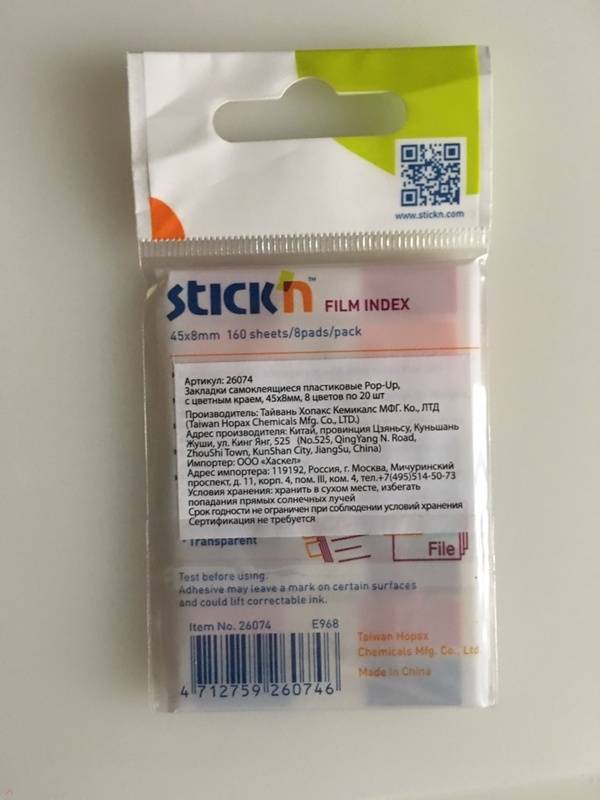 www.stickn.com
STICK'n™ FILM INDEX
45x8mm 160 sheets/8pads/pack
Артикул: 26074
Закладки самоклеящиеся пластиковые Pop-Up,
с цветным краем, 45x8мм, 8 цветов по 20 шт
Производитель: Тайвань Хопакс Кемикалс МФГ. Ко., ЛТД
(Taiwan Hopax Chemicals Mfg. Co., LTD.)
Адрес производителя: Китай, провинция Цзяньсу, Куньшань
Жуши, ул. Кинг Янг, 525 (No.525, QingYang N. Road,
ZhouShi Town, KunShan City, JiangSu, China)
Импортер: ООО «Хаскел»
Адрес импортера: 119192, Россия, г. Москва, Мичуринский
проспект, д. 11, корп. 4, пом. III, ком. 4, тел.+7(495)514-50-73
Условия хранения: хранить в сухом месте, избегать
попадания прямых солнечных лучей
Срок годности не ограничен при соблюдении условий хранения
Сертификация не требуется
- Transparent
File
Test before using:
Adhesive may leave a mark on certain surfaces
and could lift correctable ink.
Item No. 26074 E968
4 712759 260746
Taiwan Hopax
Chemicals Mfg. Co., Ltd.
Made in China